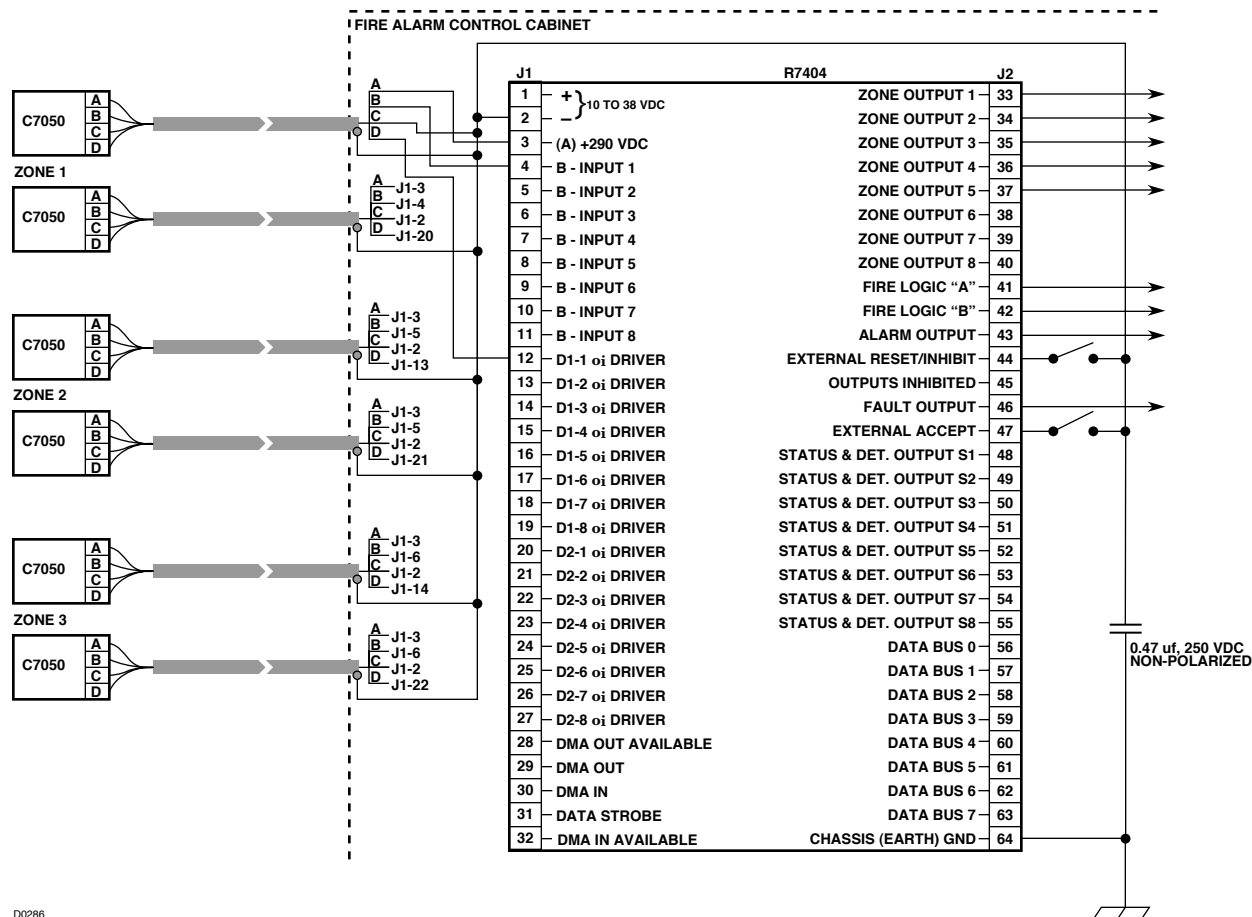 FIRE ALARM CONTROL CABINET
J1 R7404 J2
C7050 A B C D
ZONE 1
C7050 A B C D
C7050 A B C D
ZONE 2
C7050 A B C D
C7050 A B C D
ZONE 3
C7050 A B C D
A
B
C
D
A J1-3
B J1-4
C J1-2
D J1-20
A J1-3
B J1-5
C J1-2
D J1-13
A J1-3
B J1-5
C J1-2
D J1-21
A J1-3
B J1-6
C J1-2
D J1-14
A J1-3
B J1-6
C J1-2
D J1-22
1 + ZONE OUTPUT 1 33
10 TO 38 VDC
2 – ZONE OUTPUT 2 34
3 (A) +290 VDC ZONE OUTPUT 3 35
4 B - INPUT 1 ZONE OUTPUT 4 36
5 B - INPUT 2 ZONE OUTPUT 5 37
6 B - INPUT 3 ZONE OUTPUT 6 38
7 B - INPUT 4 ZONE OUTPUT 7 39
8 B - INPUT 5 ZONE OUTPUT 8 40
9 B - INPUT 6 FIRE LOGIC “A” 41
10 B - INPUT 7 FIRE LOGIC “B” 42
11 B - INPUT 8 ALARM OUTPUT 43
12 D1-1 oi DRIVER EXTERNAL RESET/INHIBIT 44
13 D1-2 oi DRIVER OUTPUTS INHIBITED 45
14 D1-3 oi DRIVER FAULT OUTPUT 46
15 D1-4 oi DRIVER EXTERNAL ACCEPT 47
16 D1-5 oi DRIVER STATUS & DET. OUTPUT S1 48
17 D1-6 oi DRIVER STATUS & DET. OUTPUT S2 49
18 D1-7 oi DRIVER STATUS & DET. OUTPUT S3 50
19 D1-8 oi DRIVER STATUS & DET. OUTPUT S4 51
20 D2-1 oi DRIVER STATUS & DET. OUTPUT S5 52
21 D2-2 oi DRIVER STATUS & DET. OUTPUT S6 53
22 D2-3 oi DRIVER STATUS & DET. OUTPUT S7 54
23 D2-4 oi DRIVER STATUS & DET. OUTPUT S8 55
24 D2-5 oi DRIVER DATA BUS 0 56
25 D2-6 oi DRIVER DATA BUS 1 57
26 D2-7 oi DRIVER DATA BUS 2 58
27 D2-8 oi DRIVER DATA BUS 3 59
28 DMA OUT AVAILABLE DATA BUS 4 60
29 DMA OUT DATA BUS 5 61
30 DMA IN DATA BUS 6 62
31 DATA STROBE DATA BUS 7 63
32 DMA IN AVAILABLE CHASSIS (EARTH) GND 64
0.47 uf, 250 VDC
NON-POLARIZED
D0286